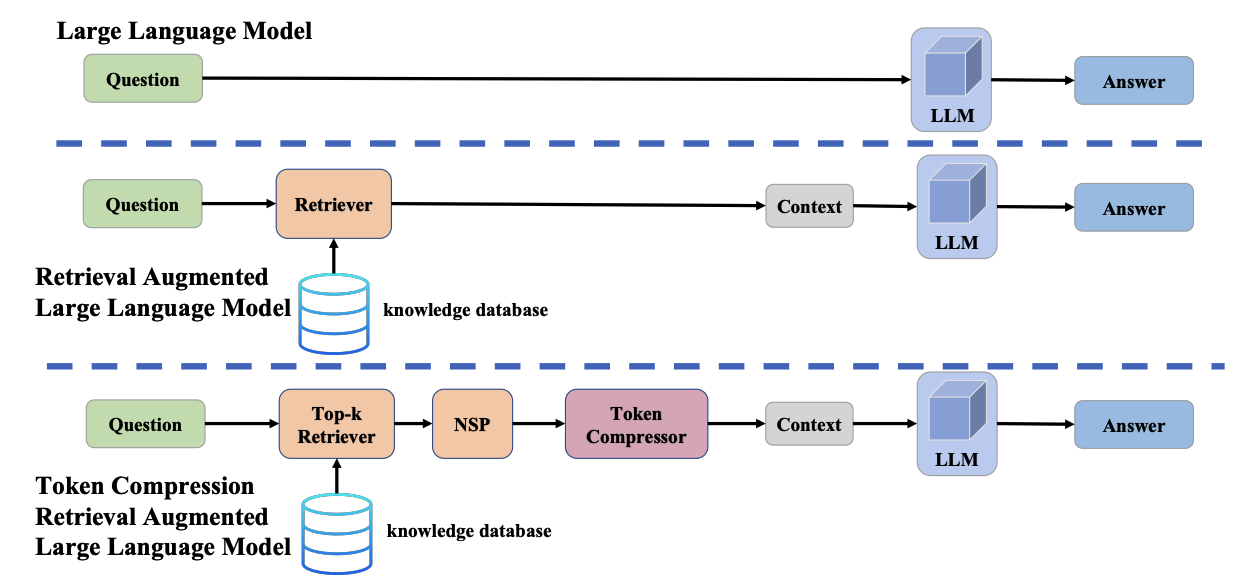 Large Language Model
Question
LLM
Answer
Question
Retriever
Context
LLM
Answer
Retrieval Augmented
Large Language Model
knowledge database
Question
Top-k
Retriever
NSP
Token
Compressor
Context
LLM
Answer
Token Compression
Retrieval Augmented
Large Language Model
knowledge database